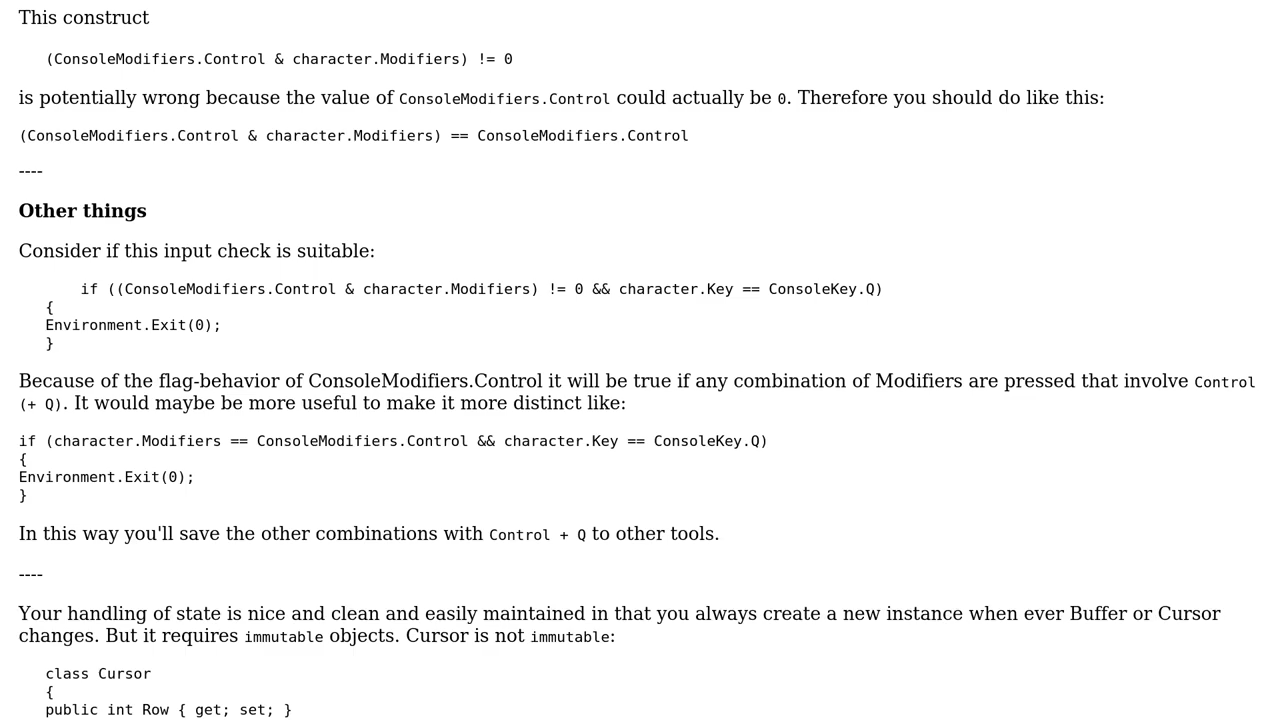 This construct
(ConsoleModifiers.Control & character.Modifiers) != 0
is potentially wrong because the value of ConsoleModifiers.Control could actually be 0. Therefore you should do like this:
(ConsoleModifiers.Control & character.Modifiers) == ConsoleModifiers.Control
----
Other things
Consider if this input check is suitable:
if ((ConsoleModifiers.Control & character.Modifiers) != 0 && character.Key == ConsoleKey.Q)
{
Environment.Exit(0);
}
Because of the flag-behavior of ConsoleModifiers.Control it will be true if any combination of Modifiers are pressed that involve Control
(+ Q). It would maybe be more useful to make it more distinct like:
if (character.Modifiers == ConsoleModifiers.Control && character.Key == ConsoleKey.Q)
{
Environment.Exit(0);
}
In this way you'll save the other combinations with Control + Q to other tools.
----
Your handling of state is nice and clean and easily maintained in that you always create a new instance when ever Buffer or Cursor
changes. But it requires immutable objects. Cursor is not immutable:
class Cursor
{
public int Row { get; set; }